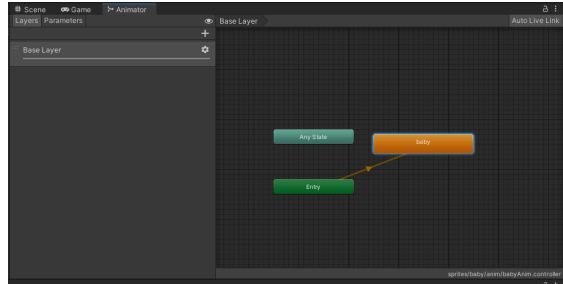 Scene Game Animator
Layers Parameters Base Layer Auto Live Link
Base Layer
Any State
baby
Entry
sprites/baby/anim/babyAnim.controller